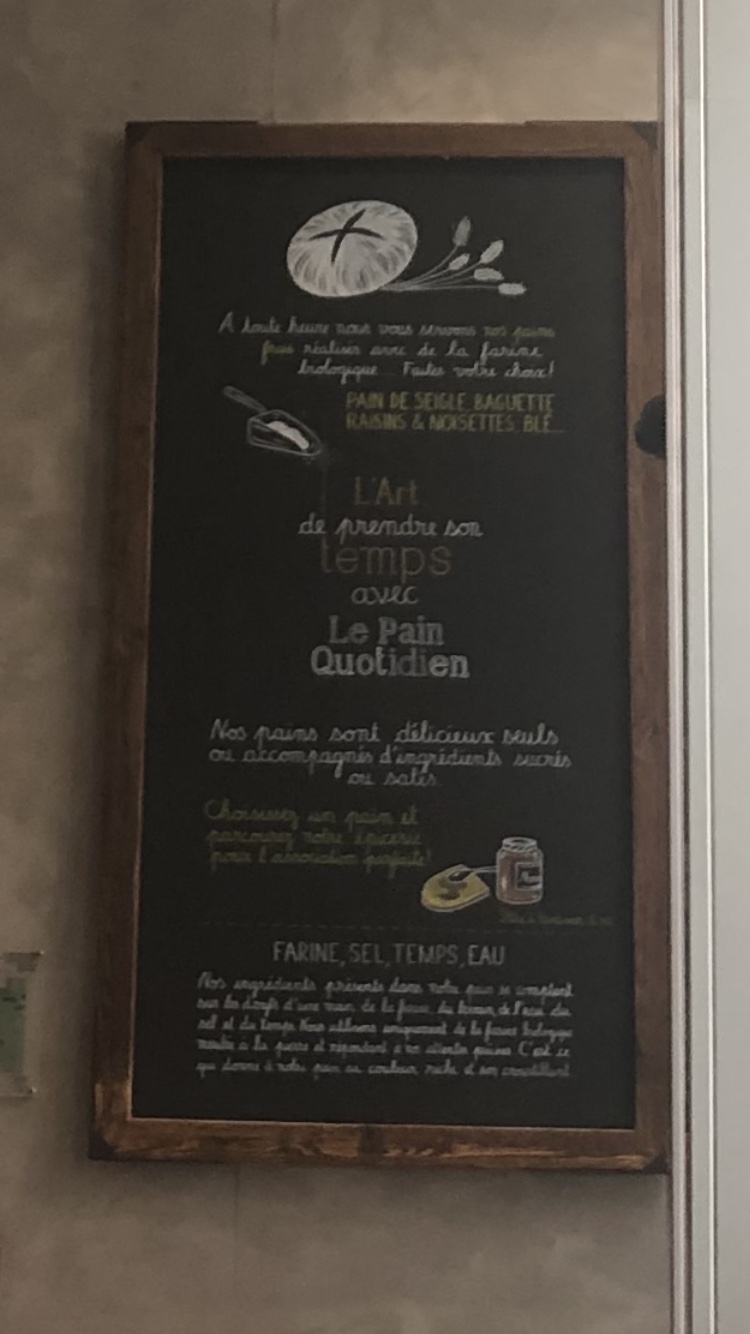 A toute heure nous vous servons nos pains
frais réalisés avec de la farine
biologique... Faites votre choix!
PAIN DE SEIGLE, BAGUETTE
RAISINS & NOISETTES, BLÉ...
L'Art
de prendre son
temps
avec
Le Pain
Quotidien
Nos pains sont délicieux seuls
ou accompagnés d'ingrédients sucrés
ou salés.
Choisissez un pain et
parcourez notre épicerie
pour l'association parfaite!
FARINE, SEL, TEMPS, EAU
Nos ingrédients présents dans notre pain se comptent
sur les doigts d'une main: de la farine, du levain, de l'eau, du
sel et du temps. Nous utilisons uniquement de la farine biologique
moulue à la pierre et répondant à nos attentes C'est ce
qui donne à notre pain sa couleur riche et son croustillant